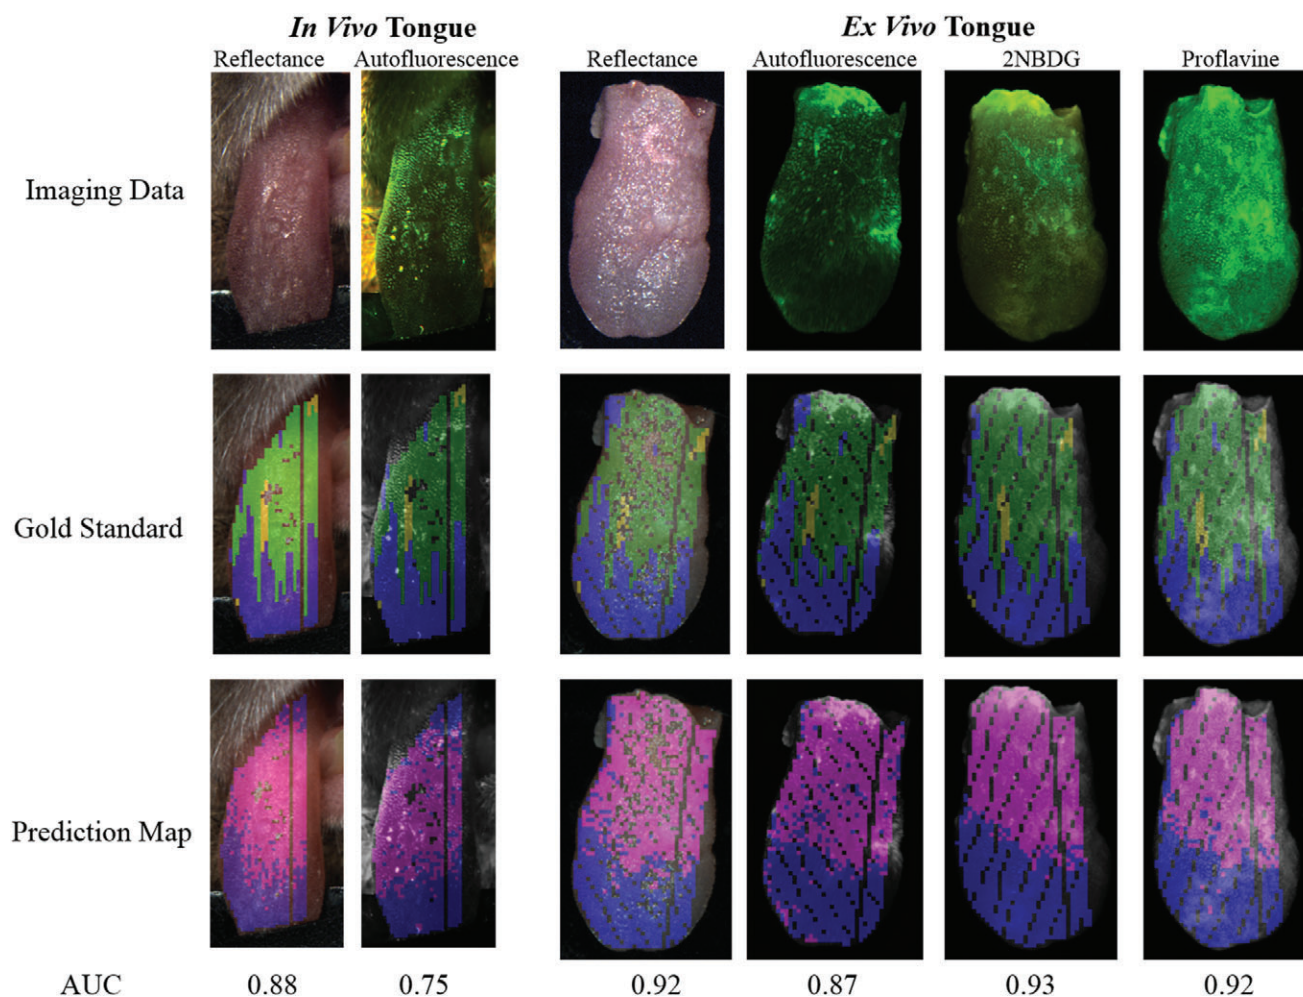 In Vivo Tongue
Ex Vivo Tongue
Reflectance
Autofluorescence
Reflectance
Autofluorescence
2NBDG
Proflavine
Imaging Data
Gold Standard
Prediction Map
AUC
0.88
0.75
0.92
0.87
0.93
0.92